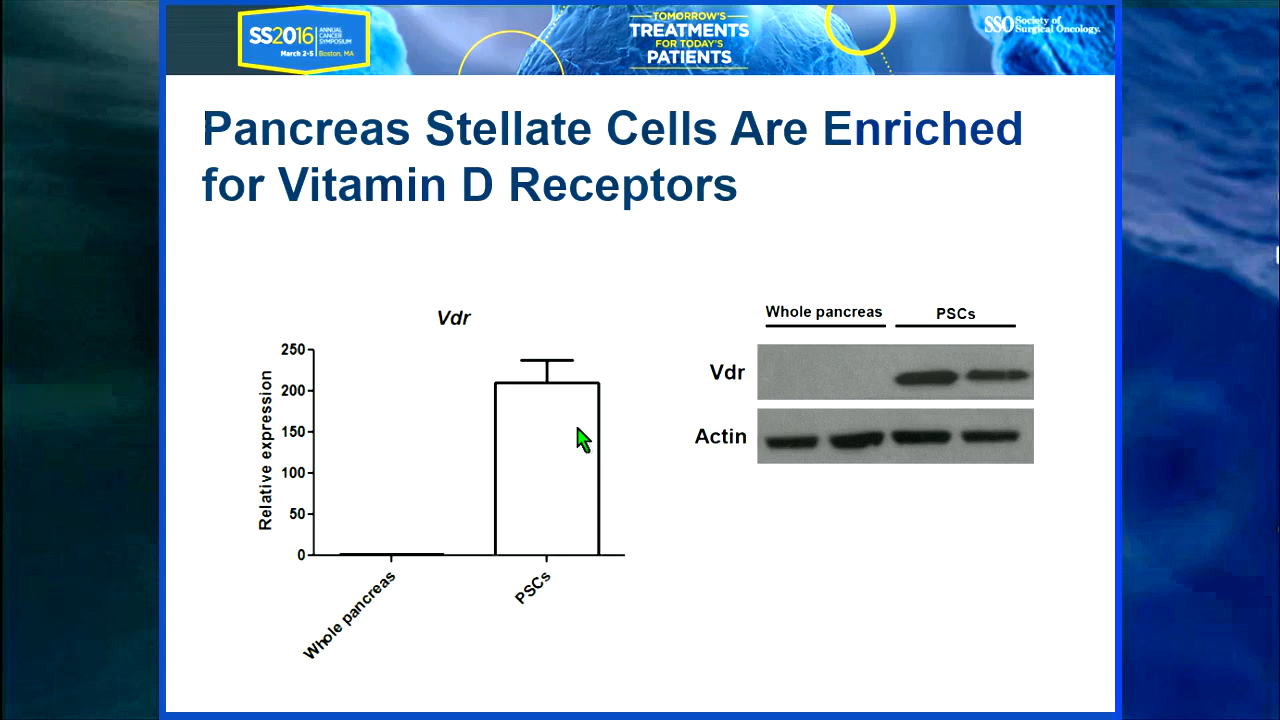 SS2016
ANNUAL
CANCER
SYMPOSIUM
March 2-5 | Boston, MA
TOMORROW'S
TREATMENTS
FOR TODAY'S
PATIENTS
SSO Society of
Surgical Oncology.
Pancreas Stellate Cells Are Enriched
for Vitamin D Receptors
Vdr
250
200
150
100
50
0
Relative expression
Whole pancreas
PSCs
Whole pancreas PSCs
Vdr
Actin